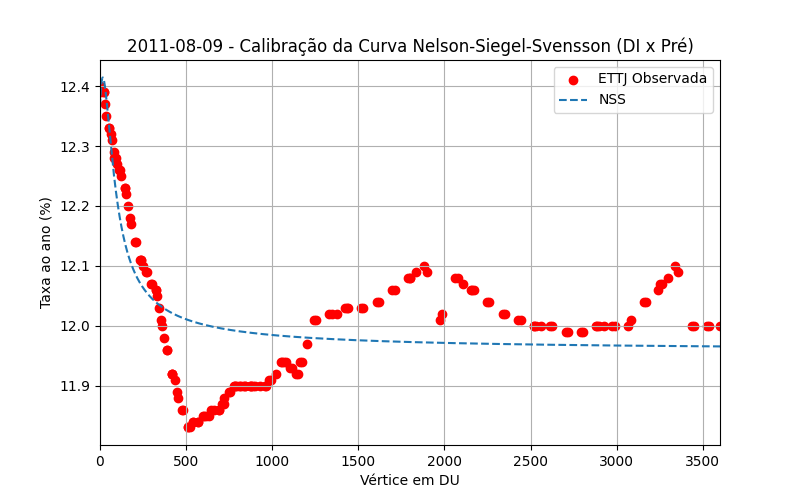 2011-08-09 - Calibração da Curva Nelson-Siegel-Svensson (DI x Pré)
ETTJ Observada
NSS
Taxa ao ano (%)
12.4
12.3
12.2
12.1
12.0
11.9
0 500 1000 1500 2000 2500 3000 3500
Vértice em DU